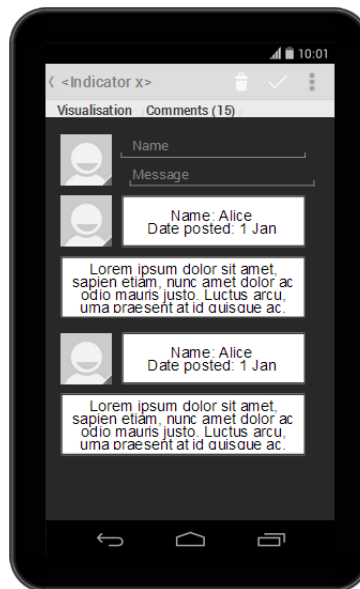 10:01
<Indicator x>
Visualisation Comments (15)
Name
Message
Name: Alice
Date posted: 1 Jan
Lorem ipsum dolor sit amet,
sapien etiam, nunc amet dolor ac
odio mauris justo. Luctus arcu,
urna praesent at id quisque ac.
Name: Alice
Date posted: 1 Jan
Lorem ipsum dolor sit amet,
sapien etiam, nunc amet dolor ac
odio mauris justo. Luctus arcu,
urna praesent at id quisque ac.